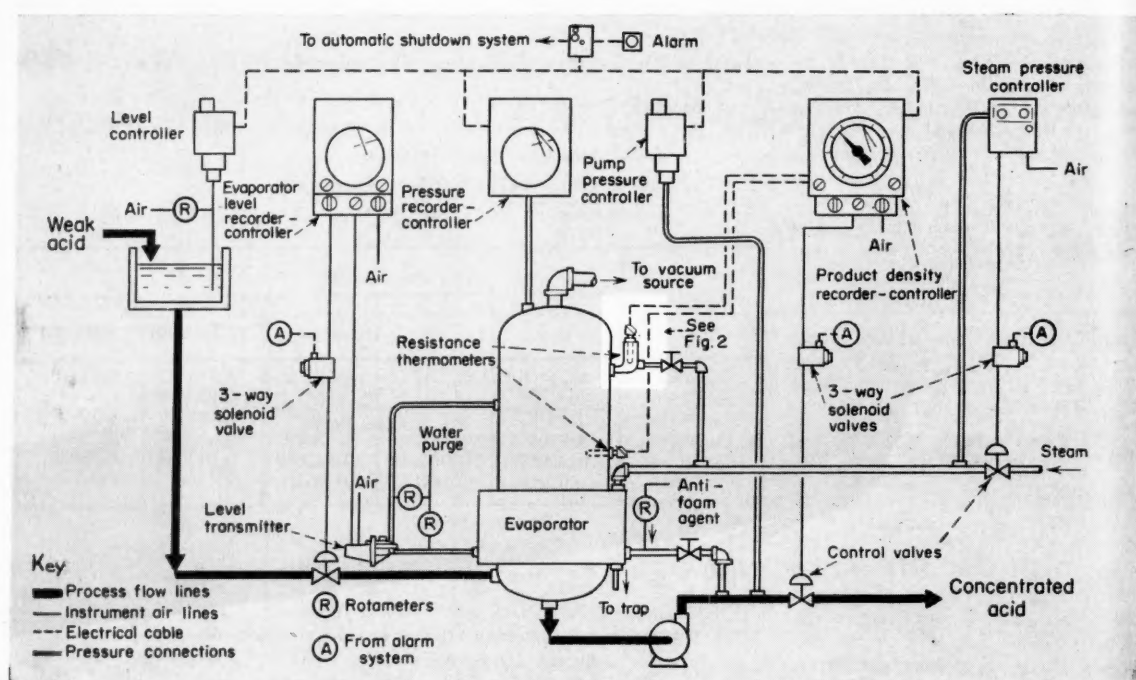 To automatic shutdown system
Alarm
Steam pressure
controller
Level
controller
Pump
pressure
controller
Air
R
Evaporator
level
recorder-
controller
Pressure
recorder-
controller
Air
Weak
acid
Air
Air
Product density
recorder-controller
To vacuum
source
See
Fig. 2
Resistance
thermometers
A
A
A
3-way
solenoid
valve
3-way
solenoid
valves
Water
purge
Steam
Air
R
R
R
Anti-
foam
agent
Level
transmitter
Evaporator
Control valves
To trap
Concentrated
acid
Key
Process flow lines
Instrument air lines
Electrical cable
Pressure connections
R Rotameters
A From alarm
system